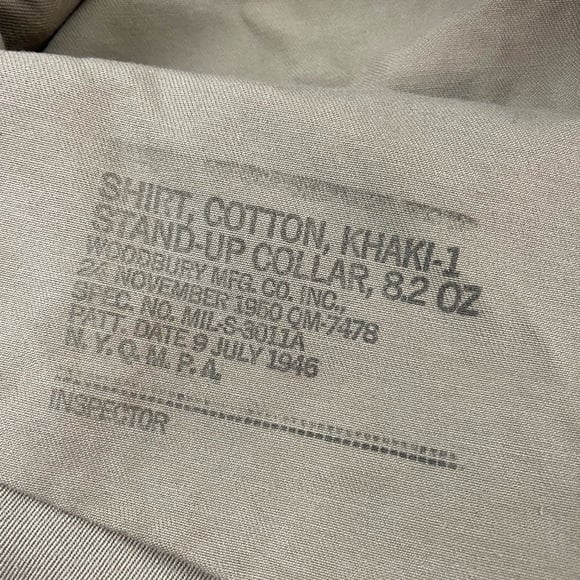 SHIRT, COTTON, KHAKI-1
STAND-UP COLLAR, 8.2 OZ
WOODBURY MFG. CO. INC.,
24 NOVEMBER 1950 QM-7478
SPEC. NO. MIL-S-3011A
PATT. DATE 9 JULY 1946
N. Y. Q. M. P. A.
INSPECTOR